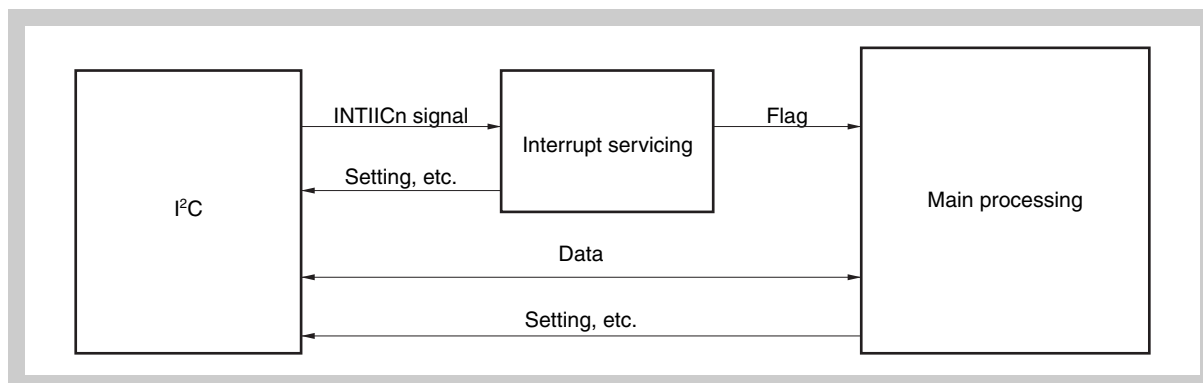 INTIICn signal
Flag
Interrupt servicing
Setting, etc.
I²C
Main processing
Data
Setting, etc.